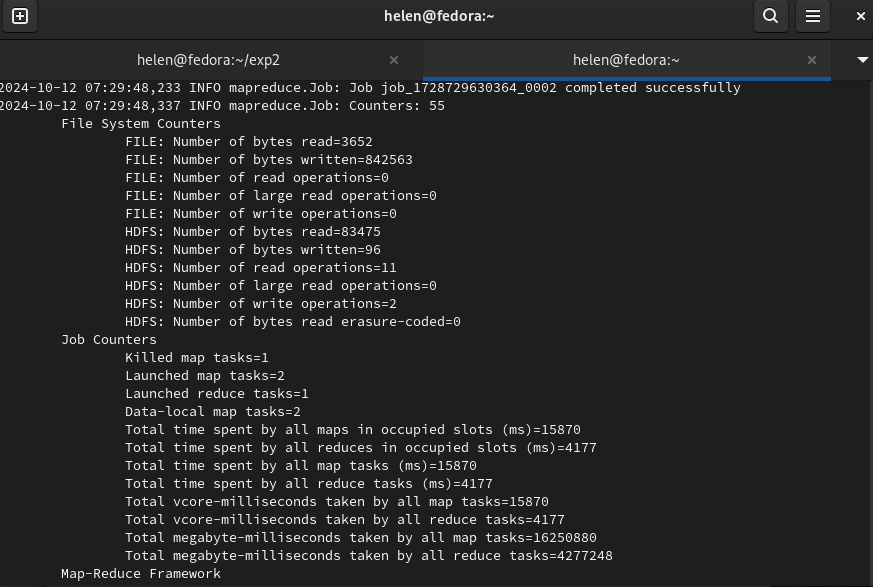 helen@fedora:~
helen@fedora:~/exp2
helen@fedora:~
2024-10-12 07:29:48,233 INFO mapreduce.Job: Job job_1728729630364_0002 completed successfully
2024-10-12 07:29:48,337 INFO mapreduce.Job: Counters: 55
File System Counters
FILE: Number of bytes read=3652
FILE: Number of bytes written=842563
FILE: Number of read operations=0
FILE: Number of large read operations=0
FILE: Number of write operations=0
HDFS: Number of bytes read=83475
HDFS: Number of bytes written=96
HDFS: Number of read operations=11
HDFS: Number of large read operations=0
HDFS: Number of write operations=2
HDFS: Number of bytes read erasure-coded=0
Job Counters
Killed map tasks=1
Launched map tasks=2
Launched reduce tasks=1
Data-local map tasks=2
Total time spent by all maps in occupied slots (ms)=15870
Total time spent by all reduces in occupied slots (ms)=4177
Total time spent by all map tasks (ms)=15870
Total time spent by all reduce tasks (ms)=4177
Total vcore-milliseconds taken by all map tasks=15870
Total vcore-milliseconds taken by all reduce tasks=4177
Total megabyte-milliseconds taken by all map tasks=16250880
Total megabyte-milliseconds taken by all reduce tasks=4277248
Map-Reduce Framework